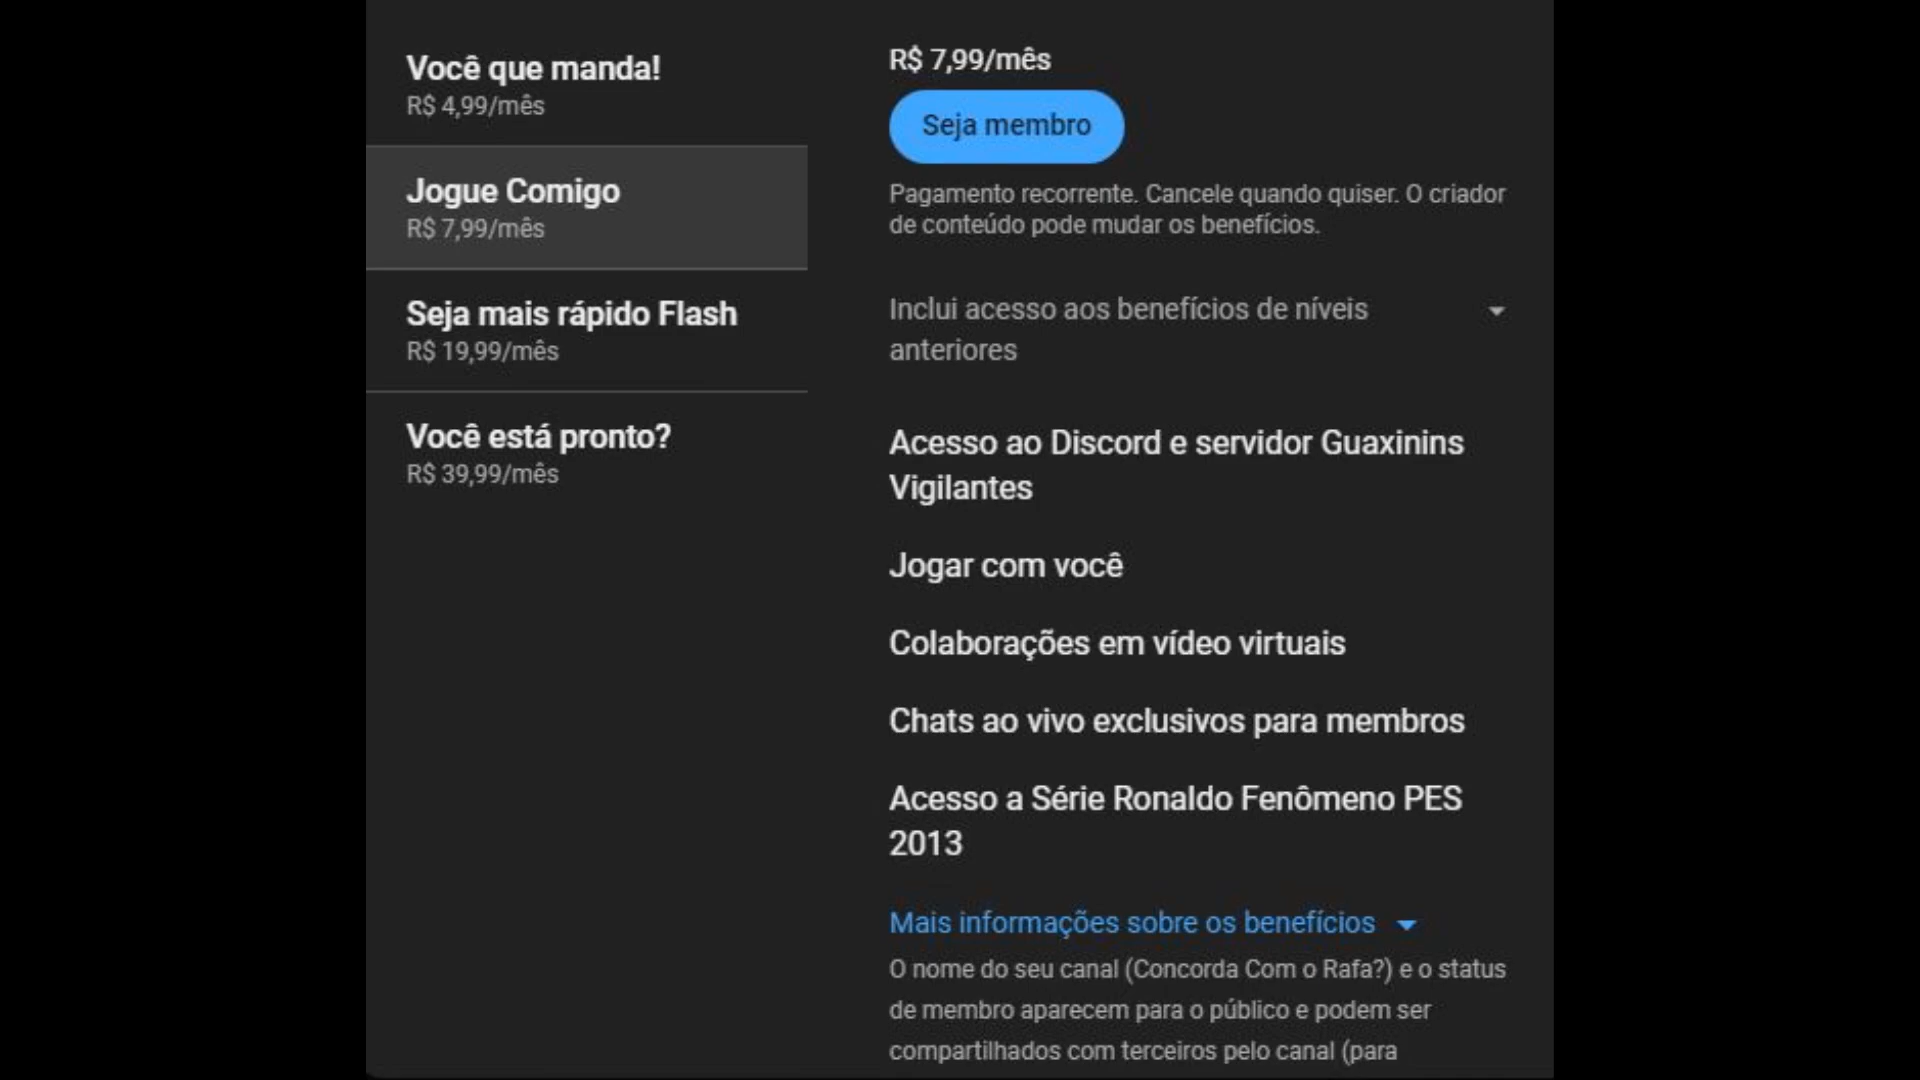 Você que manda!
R$ 4,99/mês
Jogue Comigo
R$ 7,99/mês
Seja mais rápido Flash
R$ 19,99/mês
Você está pronto?
R$ 39,99/mês
R$ 7,99/mês
Seja membro
Pagamento recorrente. Cancele quando quiser. O criador
de conteúdo pode mudar os benefícios.
Inclui acesso aos benefícios de níveis
anteriores
Acesso ao Discord e servidor Guaxinins
Vigilantes
Jogar com você
Colaborações em vídeo virtuais
Chats ao vivo exclusivos para membros
Acesso a Série Ronaldo Fenômeno PES
2013
Mais informações sobre os benefícios
O nome do seu canal (Concorda Com o Rafa?) e o status
de membro aparecem para o público e podem ser
compartilhados com terceiros pelo canal (para